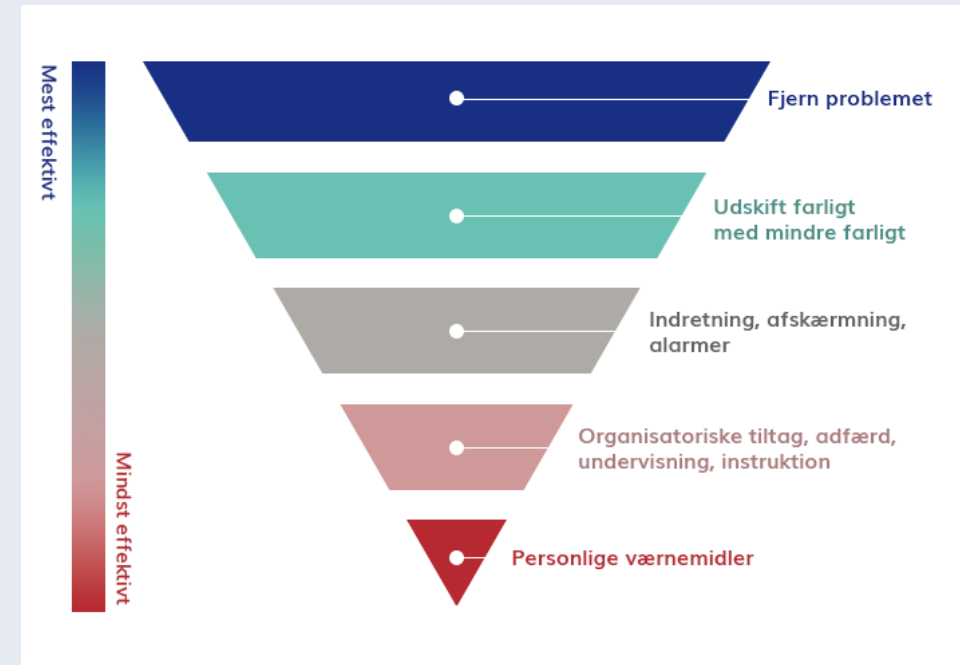 Mest effektivt
Fjern problemet
Udskift farligt
med mindre farligt
Indretning, afskærmning,
alarmer
Organisatoriske tiltag, adfærd,
undervisning, instruktion
Mindst effektivt
Personlige værnemidler